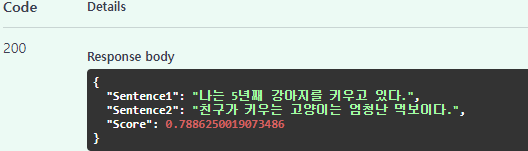 Code Details
200
Response body
{
"Sentence1": "나는 5년째 강아지를 키우고 있다.",
"Sentence2": "친구가 키우는 고양이는 엄청난 먹보이다.",
"Score": 0.7886250019073486
}